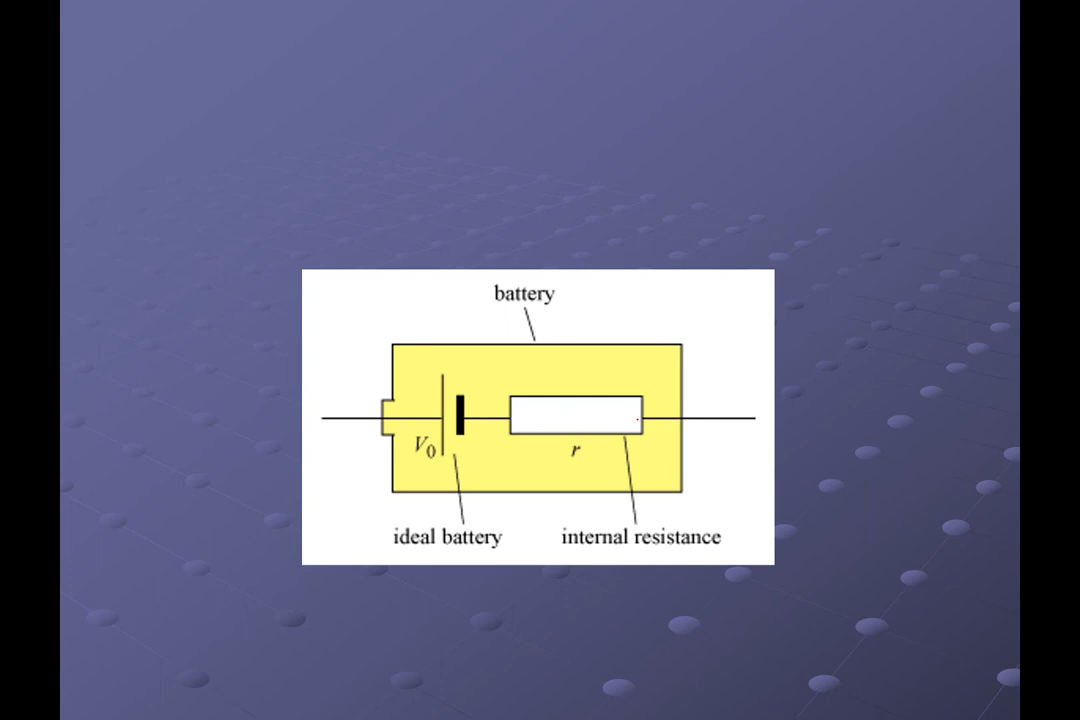 battery
V0
r
ideal battery
internal resistance